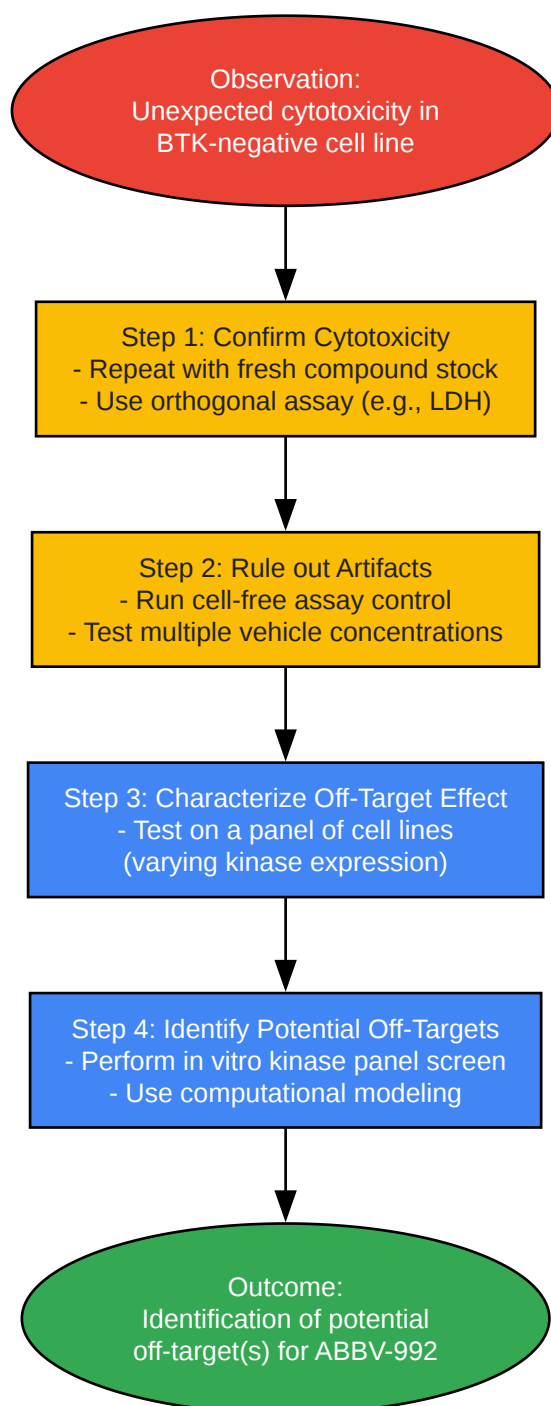 Observation:
Unexpected cytotoxicity in
BTK-negative cell line
Step 1: Confirm Cytotoxicity
- Repeat with fresh compound stock
- Use orthogonal assay (e.g., LDH)
Step 2: Rule out Artifacts
- Run cell-free assay control
- Test multiple vehicle concentrations
Step 3: Characterize Off-Target Effect
- Test on a panel of cell lines
(varying kinase expression)
Step 4: Identify Potential Off-Targets
- Perform in vitro kinase panel screen
- Use computational modeling
Outcome:
Identification of potential
off-target(s) for ABBV-992